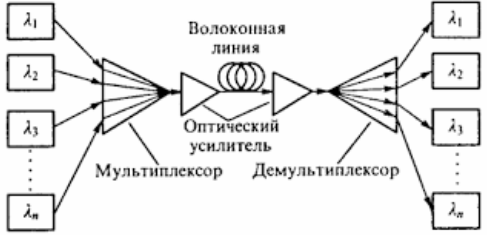 λ1
λ2
λ3
λn
Волоконная
линия
Оптический
усилитель
Мультиплексор
Демультиплексор
λ1
λ2
λ3
λn